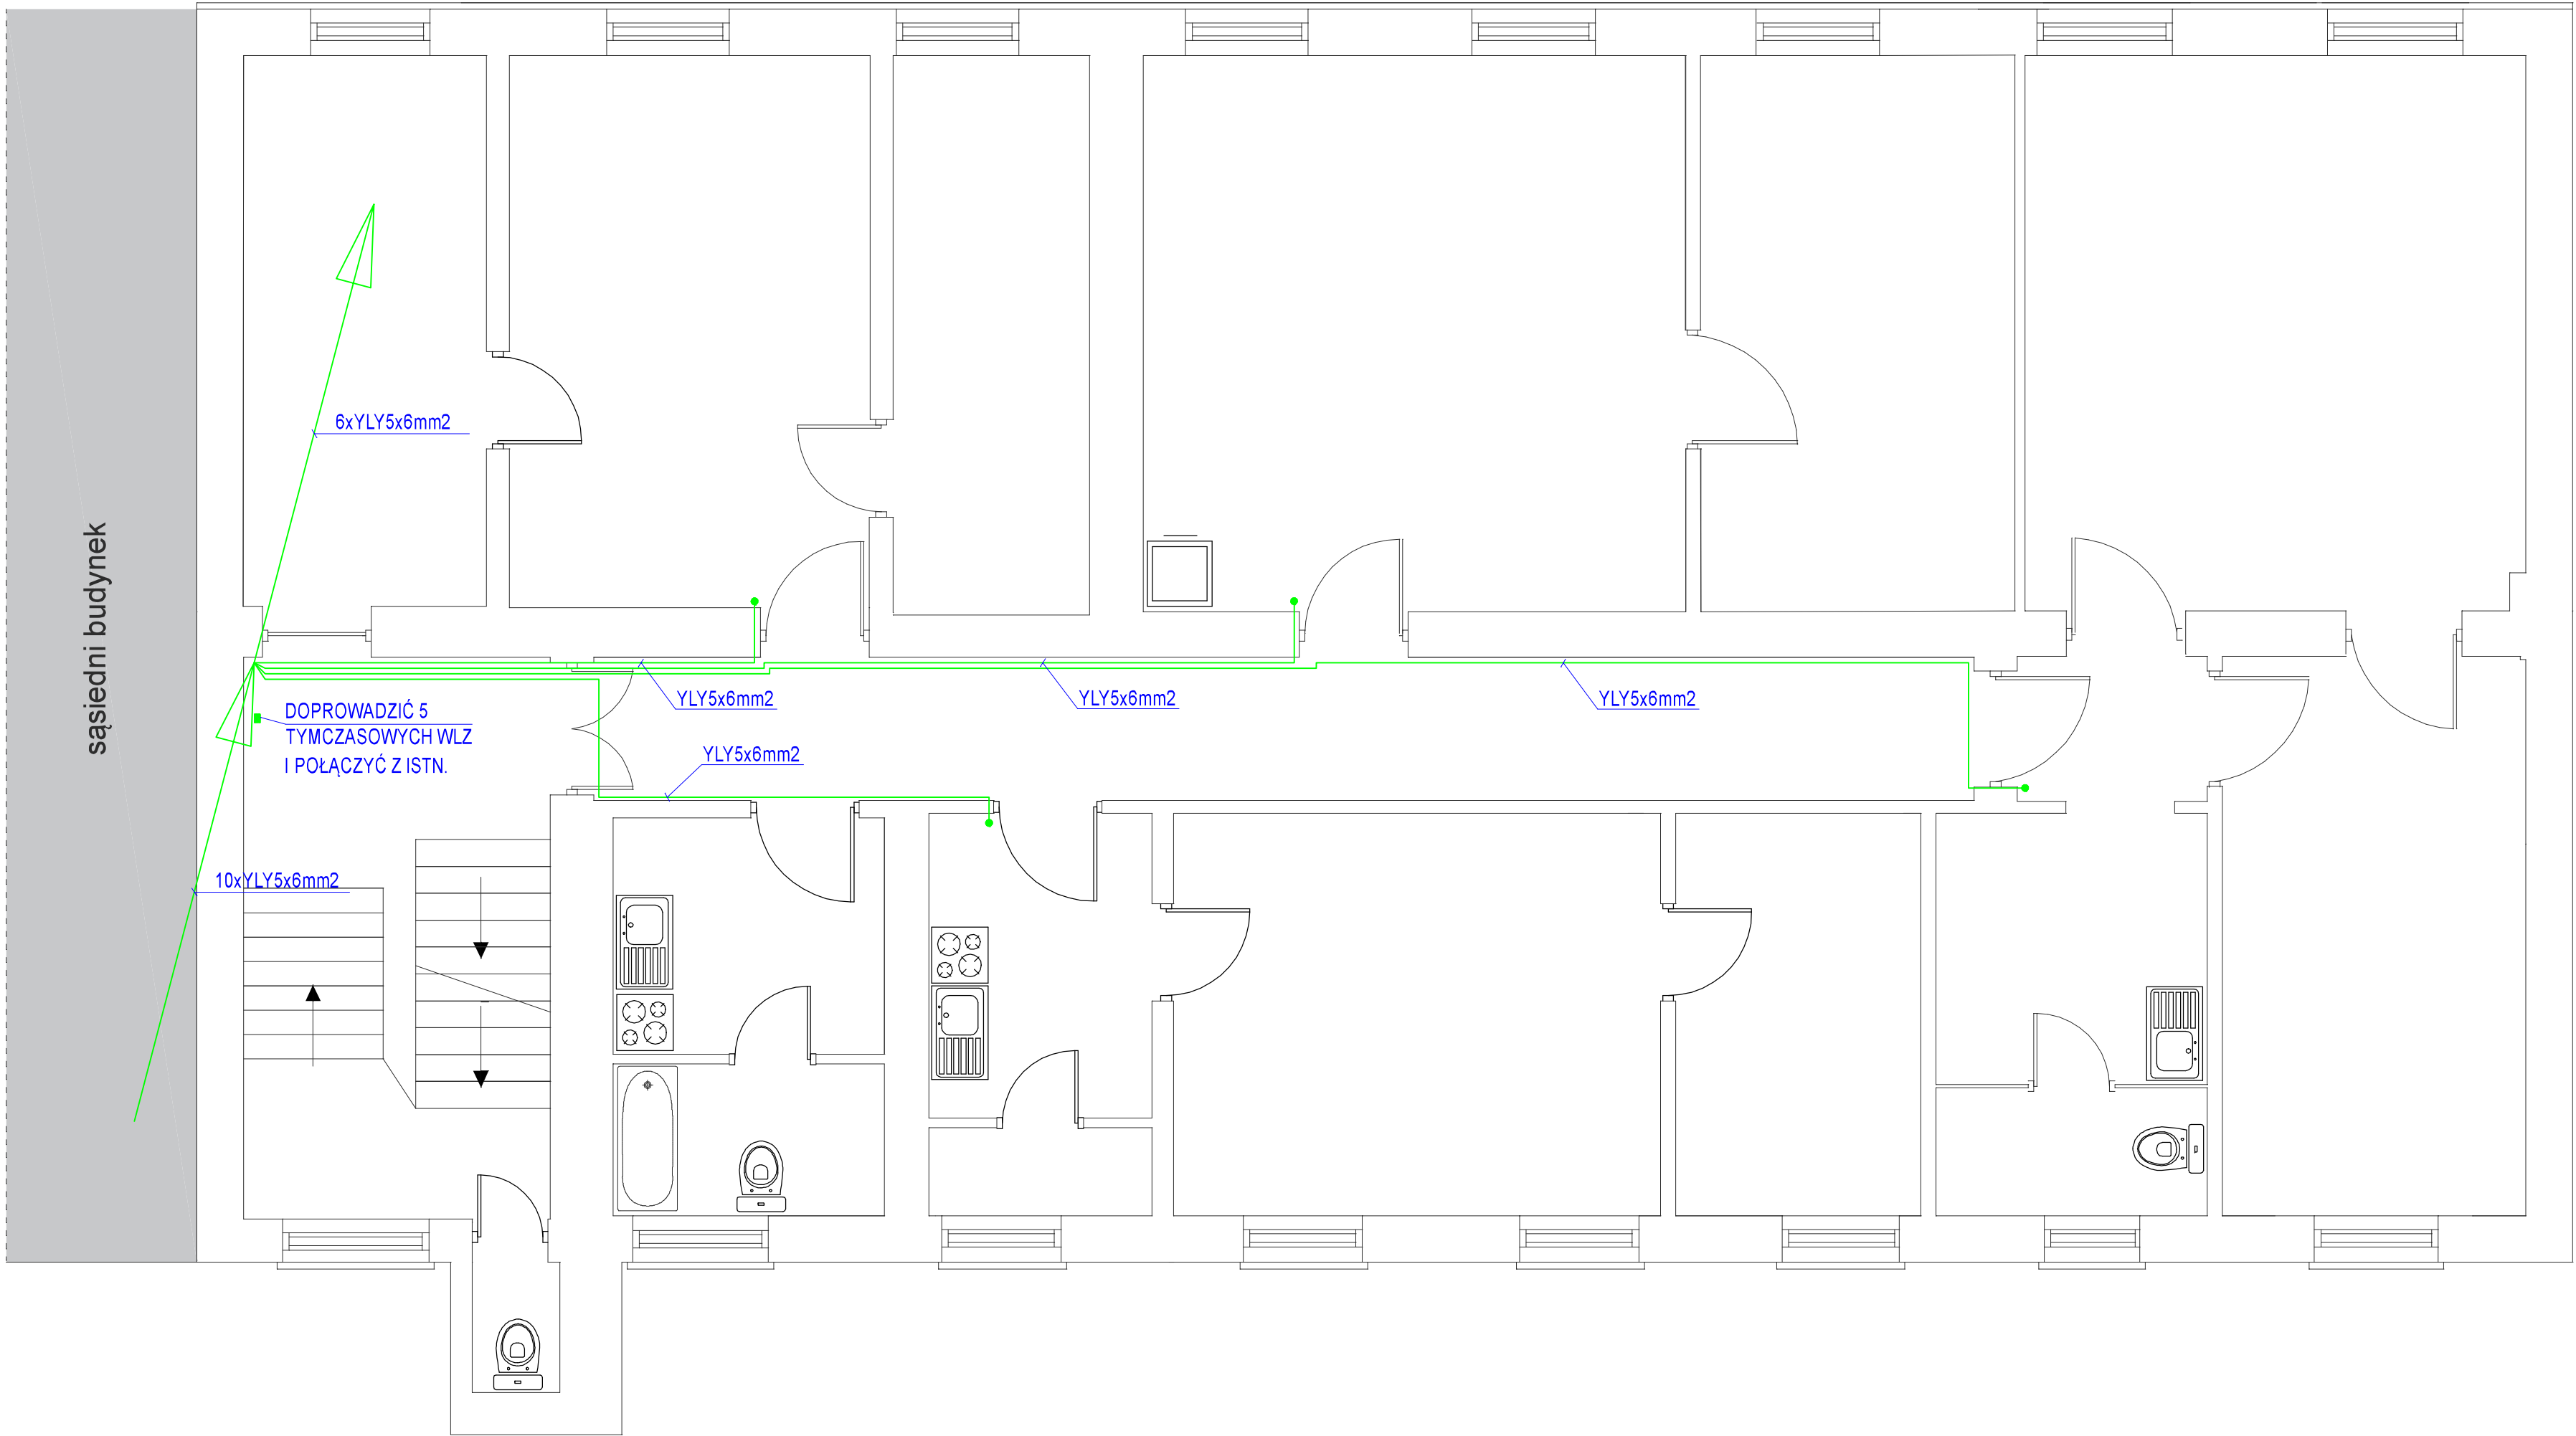 6xYLY5x6mm2
sąsiedni budynek
YLY5x6mm2
YLY5x6mm2
YLY5x6mm2
DOPROWADZIĆ 5
TYMCZASOWYCH WLZ
I POŁĄCZYĆ Z ISTN.
YLY5x6mm2
10xYLY5x6mm2